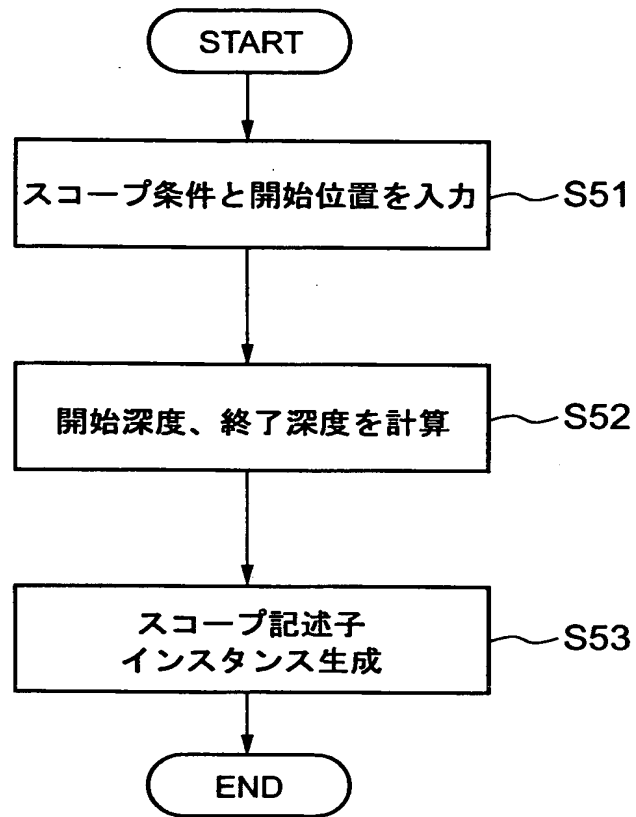 START
スコープ条件と開始位置を入力
S51
開始深度、終了深度を計算
S52
スコープ記述子
インスタンス生成
S53
END